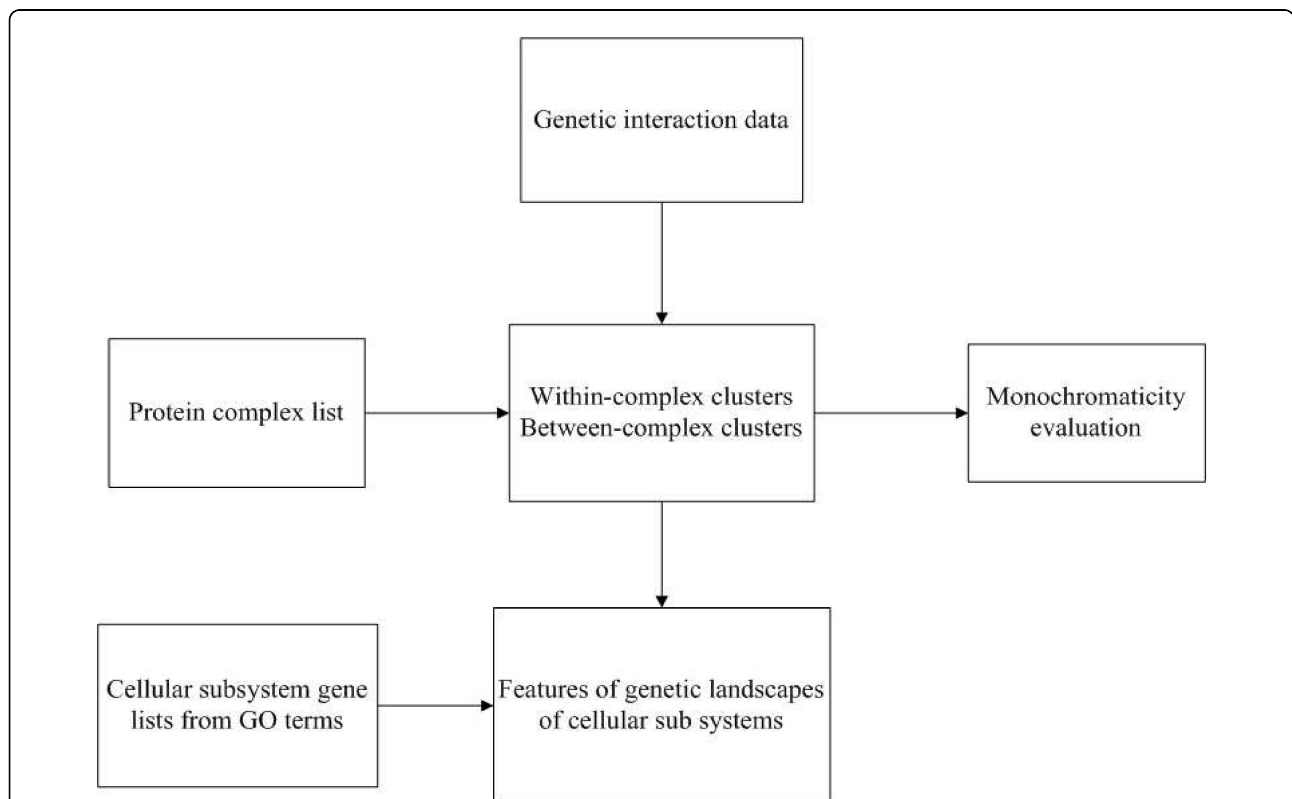 Genetic interaction data
Protein complex list
Within-complex clusters
Between-complex clusters
Monochromaticity
evaluation
Cellular subsystem gene
lists from GO terms
Features of genetic landscapes
of cellular sub systems